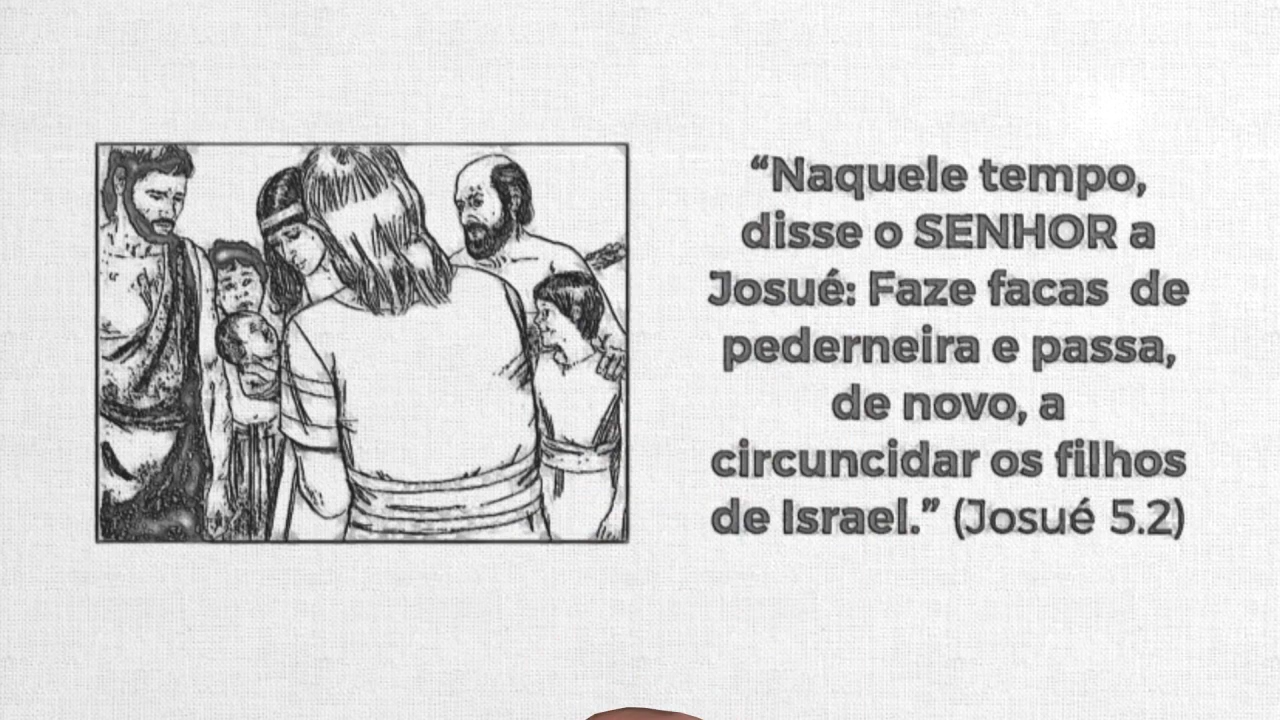 “Naquele tempo,
disse o SENHOR a
Josué: Faze facas de
pederneira e passa,
de novo, a
circuncidar os filhos
de Israel.” (Josué 5.2)